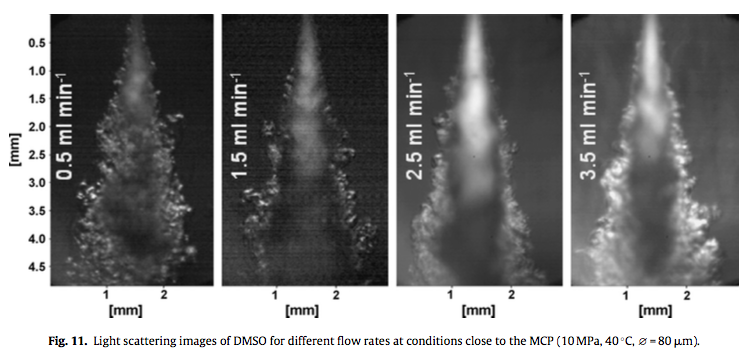 0.5
1.0
1.5
2.0
2.5
3.0
3.5
4.0
4.5
[mm]
0.5 ml min-1
1.5 ml min-1
2.5 ml min-1
3.5 ml min-1
1 2
1 2
1 2
1 2
[mm] [mm] [mm] [mm]
Fig. 11. Light scattering images of DMSO for different flow rates at conditions close to the MCP (10 MPa, 40 °C, ⌀ = 80 μm).